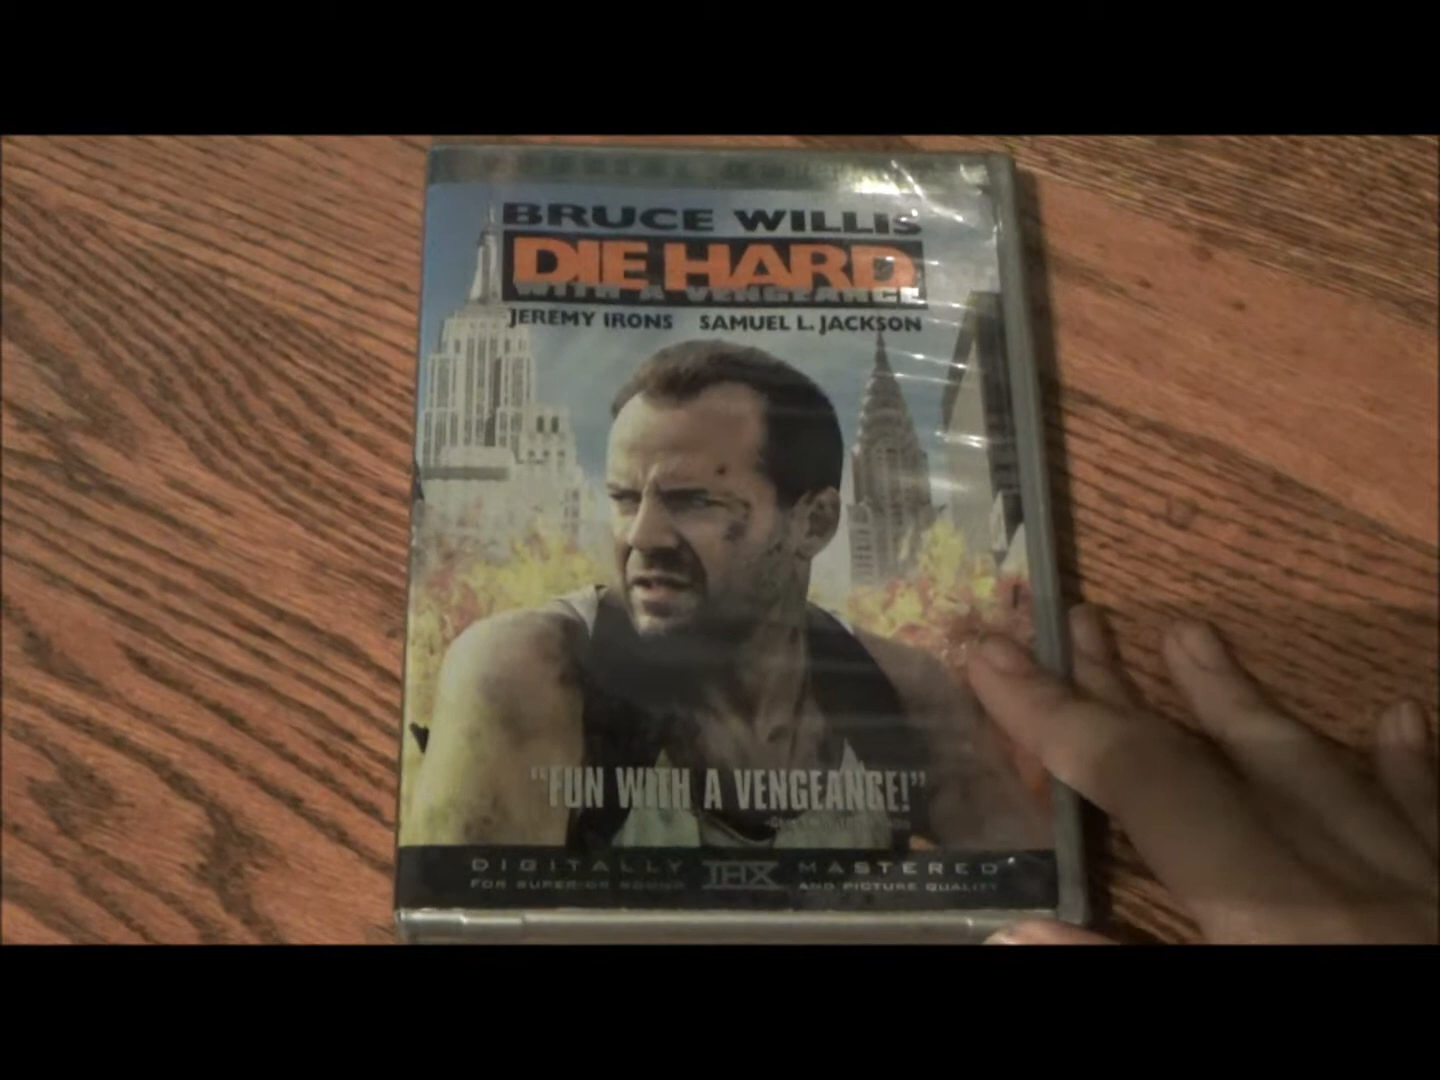 BRUCE WILLIS
DIE HARD
WITH A VENGEANCE
JEREMY IRONS SAMUEL L. JACKSON
"FUN WITH A VENGEANCE!"
DIGITALLY THX MASTERED
FOR SUPERIOR SOUND AND PICTURE QUALITY